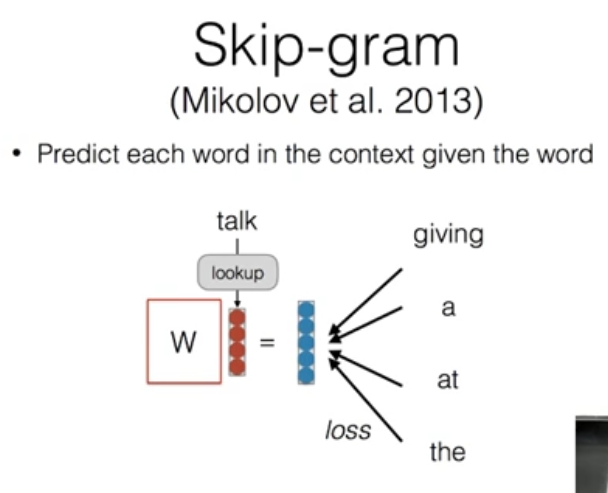 Skip-gram
(Mikolov et al. 2013)
• Predict each word in the context given the word
talk
lookup
W
=
giving
a
at
the
loss